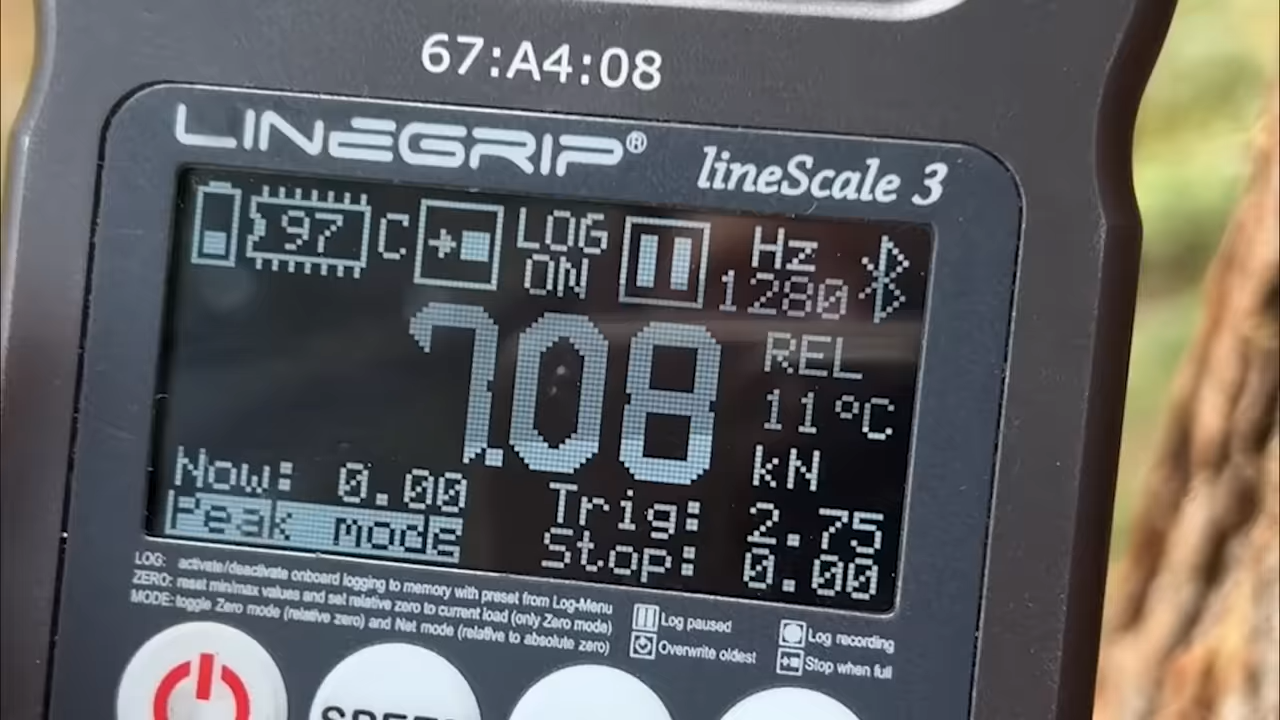 67:A4:08
LINEGRIP®
lineScale 3
97 C LOG ON Hz 1280
7.08
REL
11°C
kN
Now: 0.00
Peak mode
Trig: 2.75
Stop: 0.00
LOG: activate/deactivate onboard logging to memory with preset from Log-Menu
ZERO: reset min/max values and set relative zero to current load (only Zero mode)
MODE: toggle Zero mode (relative zero) and Net mode (relative to absolute zero)
Log paused
Log recording
Overwrite oldest
Stop when full